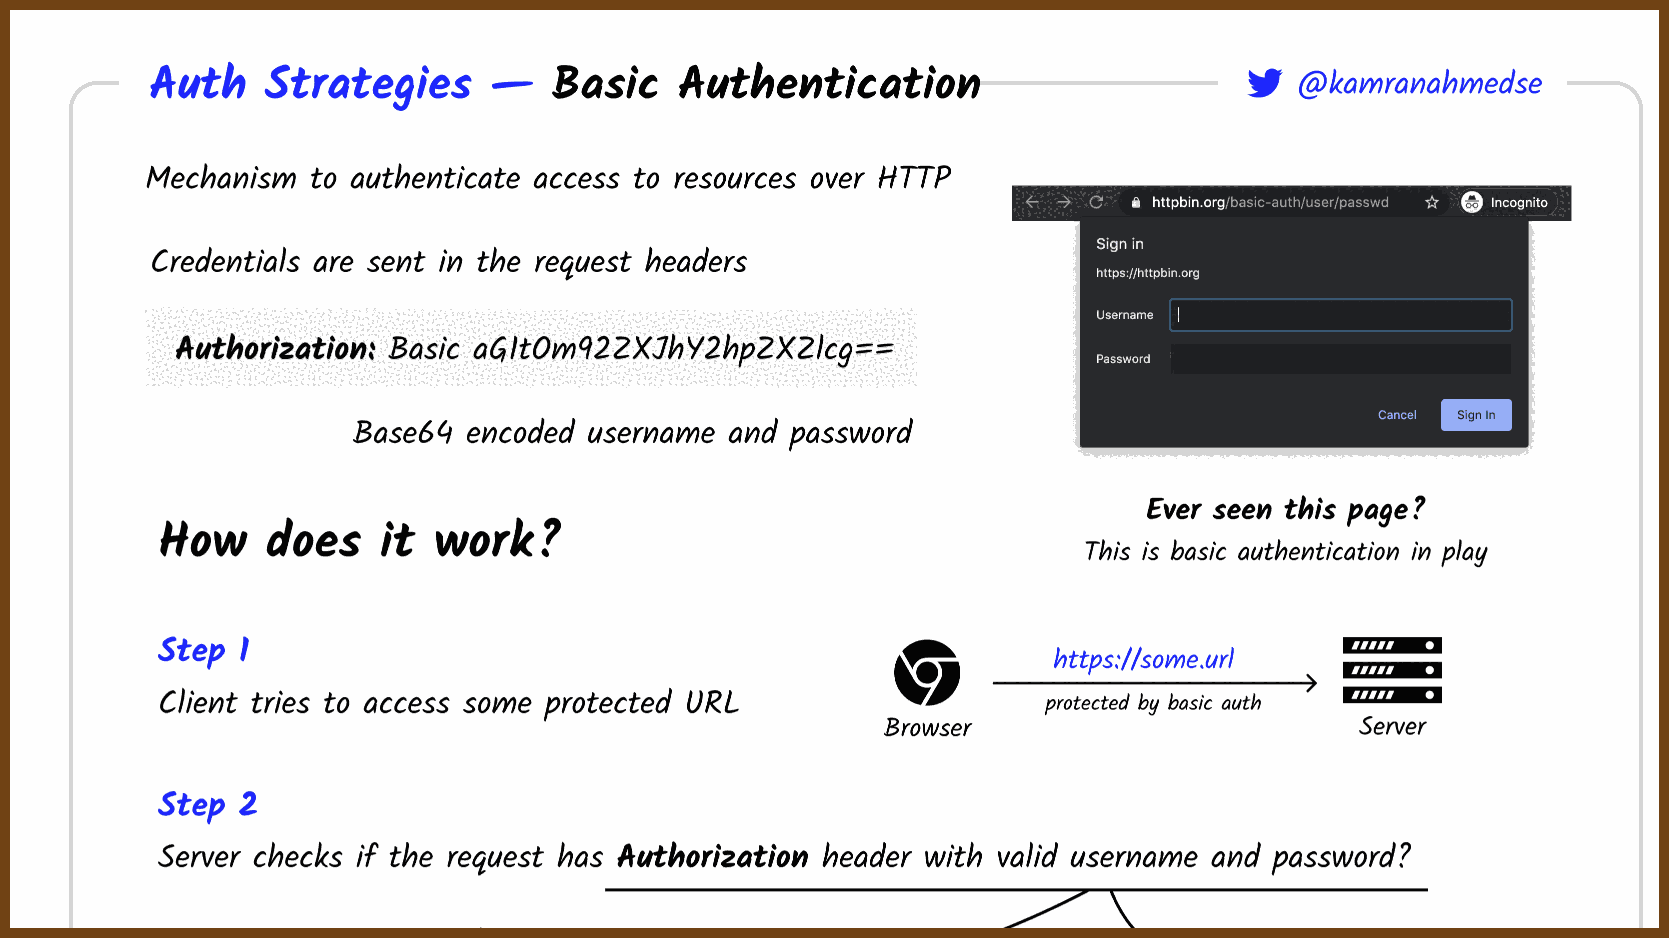 Auth Strategies — Basic Authentication
@kamranahmedse
Mechanism to authenticate access to resources over HTTP
Credentials are sent in the request headers
Authorization: Basic aGltOm92ZXJhY2hpZXZlcg==
Base64 encoded username and password
httpbin.org/basic-auth/user/passwd
Incognito
Sign in
https://httpbin.org
Username
Password
Cancel
Sign In
Ever seen this page?
This is basic authentication in play
How does it work?
Step 1
Client tries to access some protected URL
Browser
https://some.url
protected by basic auth
Server
Step 2
Server checks if the request has Authorization header with valid username and password?